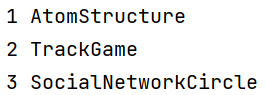 1 AtomStructure
2 TrackGame
3 SocialNetworkCircle